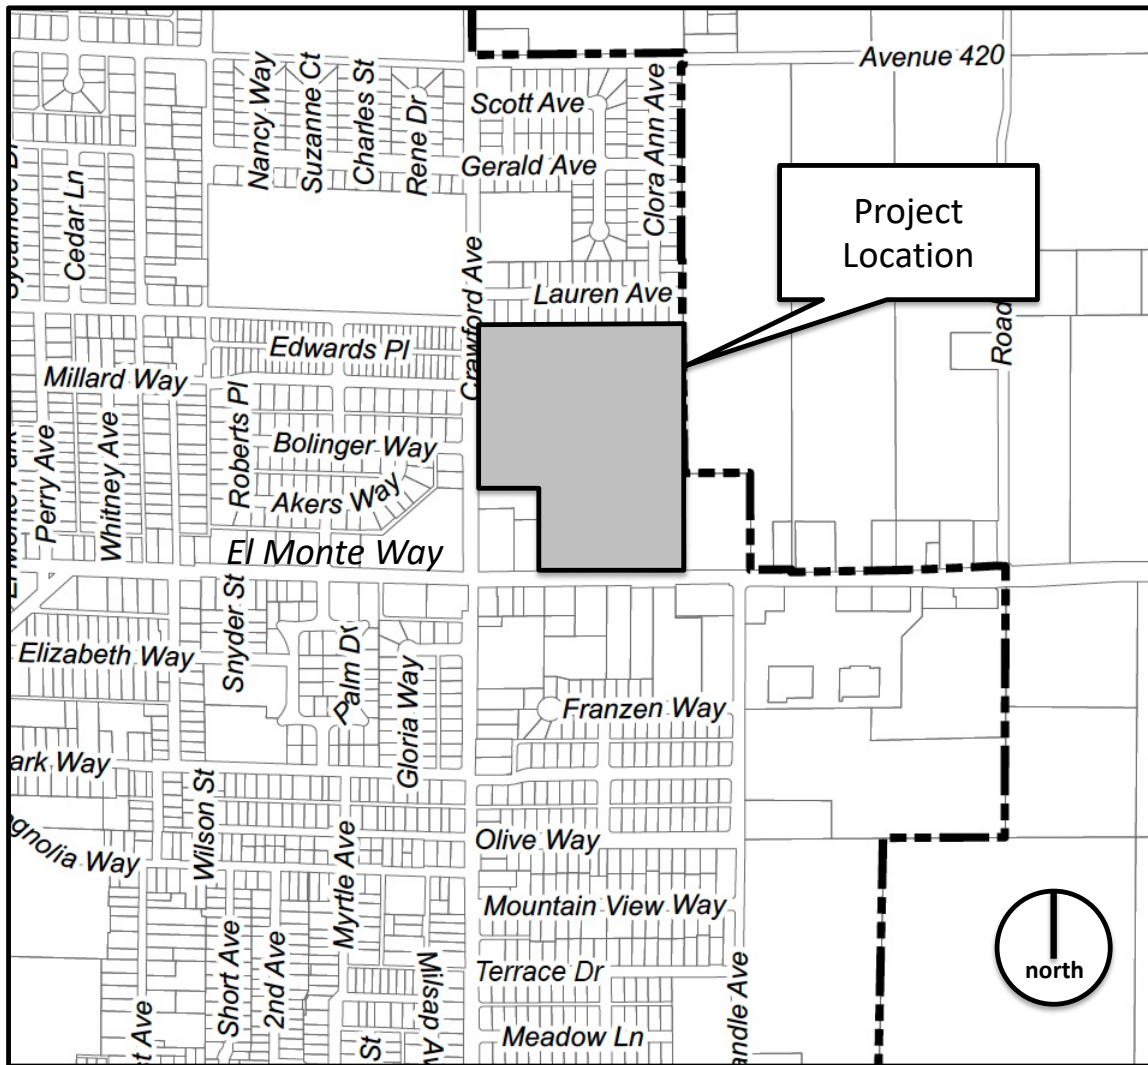 Avenue 420
Nancy Way
Suzanne Ct
Charles St
Rene Dr
Scott Ave
Gerald Ave
Clora Ann Ave
Cedar Ln
Project
Location
Crawford Ave
Lauren Ave
Road
Edwards Pl
Millard Way
Roberts Pl
Bolinger Way
Perry Ave
Whitney Ave
Akers Way
El Monte Way
Snyder St
Elizabeth Way
Palm Dr
Gloria Way
Franzen Way
ark Way
Wilson St
Olive Way
Myrtle Ave
Mountain View Way
Short Ave
2nd Ave
Milsap Av
Terrace Dr
north
andle Ave
Meadow Ln
St